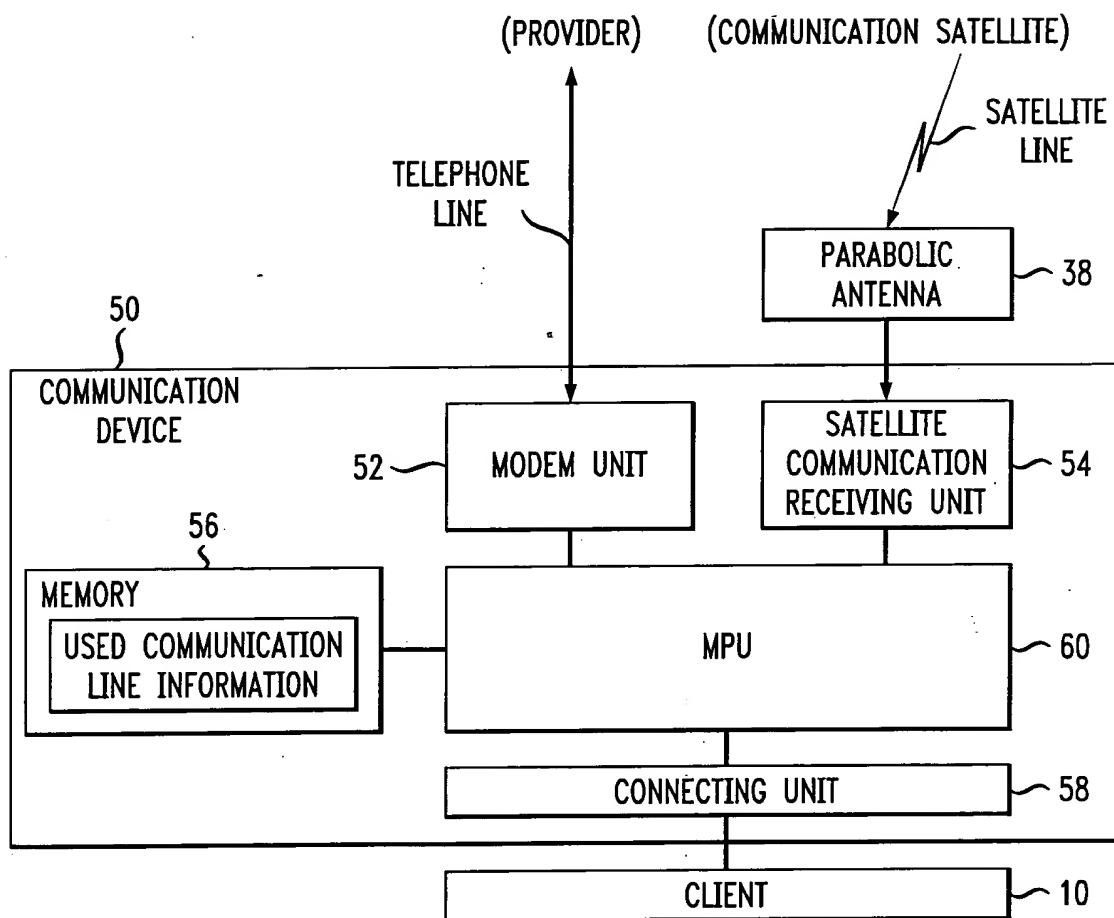 (PROVIDER) (COMMUNICATION SATELLITE)
SATELLITE
LINE
TELEPHONE
LINE
PARABOLIC
ANTENNA
38
50
COMMUNICATION
DEVICE
52
MODEM UNIT
SATELLITE
COMMUNICATION
RECEIVING UNIT
54
56
MEMORY
USED COMMUNICATION
LINE INFORMATION
MPU
60
CONNECTING UNIT
58
CLIENT
10